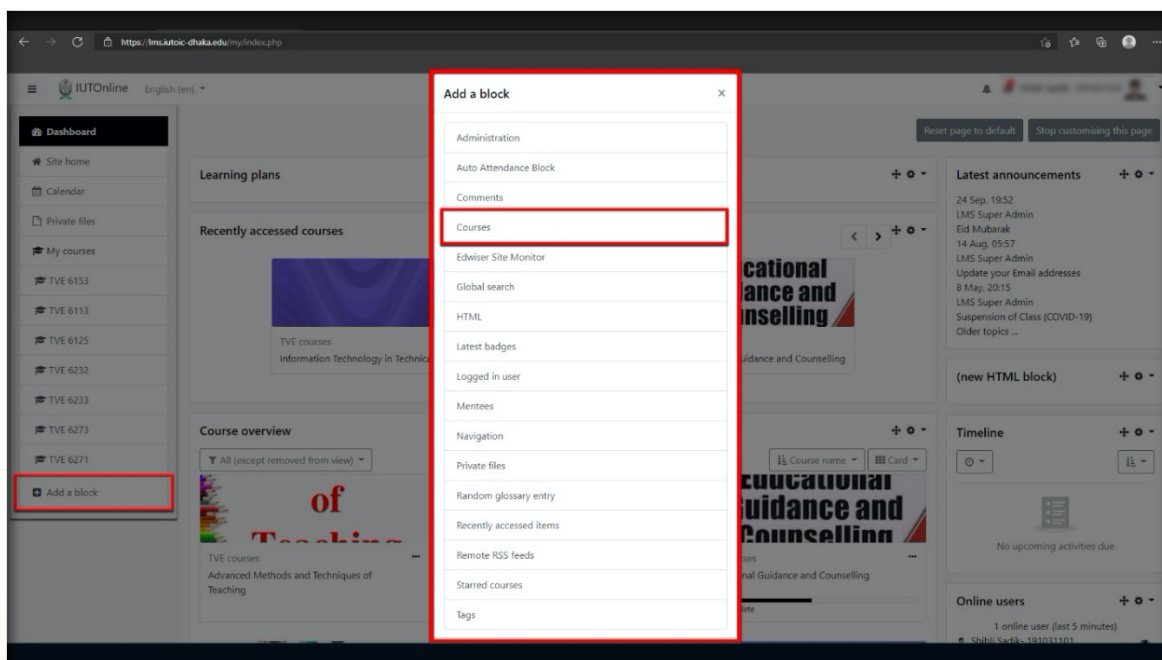 https://lms.iutoic-dhaka.edu/my/index.php
IUTOnline English (en)
Dashboard
Site home
Calendar
Private files
My courses
TVE 6153
TVE 6113
TVE 6125
TVE 6232
TVE 6233
TVE 6273
TVE 6271
Add a block
Reset page to default Stop customising this page
Learning plans
Recently accessed courses
TVE courses
Information Technology in Technica
cational
ance and
nselling
uidance and Counselling
Course overview
All (except removed from view)
Course name Card
of
Teaching
TVE courses
Advanced Methods and Techniques of
Teaching
Educational
uidance and
Counselling
ses
nal Guidance and Counselling
lete
Add a block ×
Administration
Auto Attendance Block
Comments
Courses
Edwiser Site Monitor
Global search
HTML
Latest badges
Logged in user
Mentees
Navigation
Private files
Random glossary entry
Recently accessed items
Remote RSS feeds
Starred courses
Tags
Latest announcements
24 Sep, 19:52
LMS Super Admin
Eid Mubarak
14 Aug, 05:57
LMS Super Admin
Update your Email addresses
8 May, 20:15
LMS Super Admin
Suspension of Class (COVID-19)
Older topics ...
(new HTML block)
Timeline
No upcoming activities due
Online users
1 online user (last 5 minutes)
Shibli Sadik- 191031101